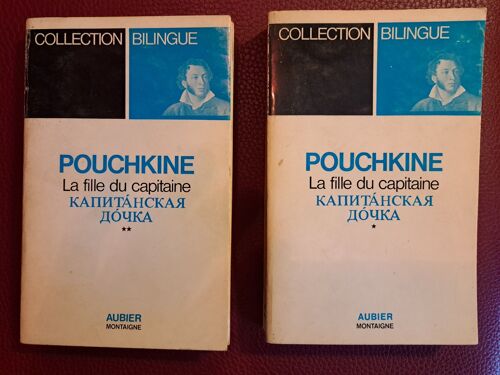 COLLECTION BILINGUE
POUCHKINE
La fille du capitaine
КАПИТА́НСКАЯ
ДО́ЧКА
**
AUBIER
MONTAIGNE
COLLECTION BILINGUE
POUCHKINE
La fille du capitaine
КАПИТА́НСКАЯ
ДО́ЧКА
*
AUBIER
MONTAIGNE